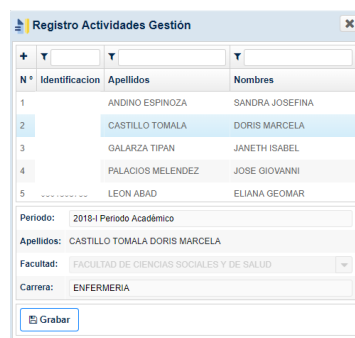 Registro Actividades Gestión
N º Identificacion Apellidos Nombres
1 ANDINO ESPINOZA SANDRA JOSEFINA
2 CASTILLO TOMALA DORIS MARCELA
3 GALARZA TIPAN JANETH ISABEL
4 PALACIOS MELENDEZ JOSE GIOVANNI
5 LEON ABAD ELIANA GEOMAR
Periodo: 2018-I Periodo Académico
Apellidos: CASTILLO TOMALA DORIS MARCELA
Facultad: FACULTAD DE CIENCIAS SOCIALES Y DE SALUD
Carrera: ENFERMERIA
Grabar